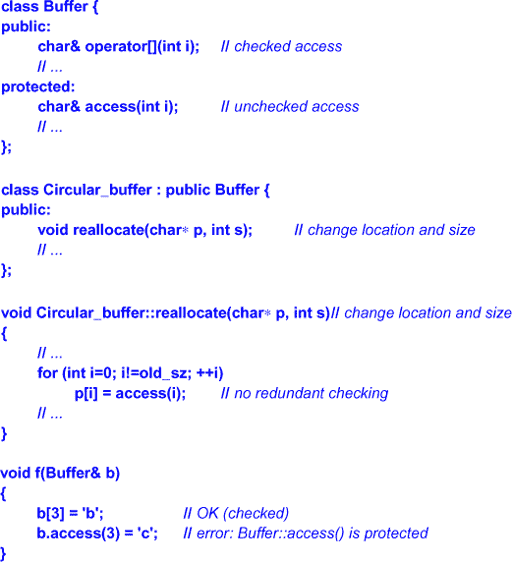 class Buffer {
public:
char& operator[](int i); // checked access
// ...
protected:
char& access(int i); // unchecked access
// ...
};
class Circular_buffer : public Buffer {
public:
void reallocate(char* p, int s); // change location and size
// ...
};
void Circular_buffer::reallocate(char* p, int s)// change location and size
{
// ...
for (int i=0; i!=old_sz; ++i)
p[i] = access(i); // no redundant checking
// ...
}
void f(Buffer& b)
{
b[3] = 'b'; // OK (checked)
b.access(3) = 'c'; // error: Buffer::access() is protected
}